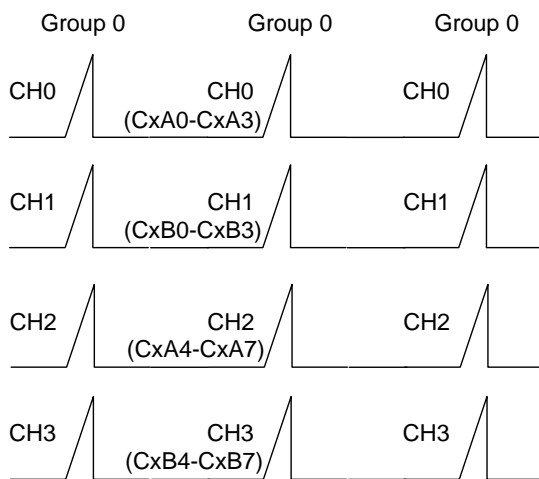 Group 0 Group 0 Group 0
CH0 CH0 CH0
(CxA0-CxA3)
CH1 CH1 CH1
(CxB0-CxB3)
CH2 CH2 CH2
(CxA4-CxA7)
CH3 CH3 CH3
(CxB4-CxB7)